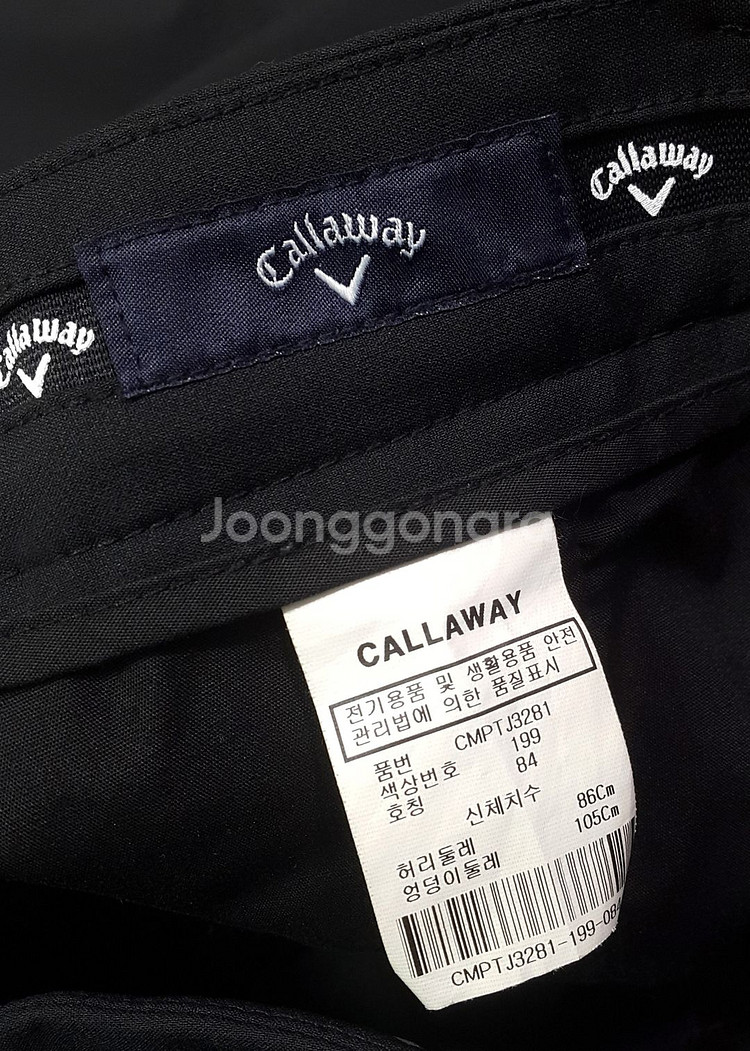 Callaway
Callaway
Callaway
Joonggongra
CALLAWAY
전기용품 및 생활용품 안전
관리법에 의한 품질표시
품번 CMPTJ3281
색상번호 199
호칭 84
신체치수
허리둘레 86Cm
엉덩이둘레 105Cm
CMPTJ3281-199-084